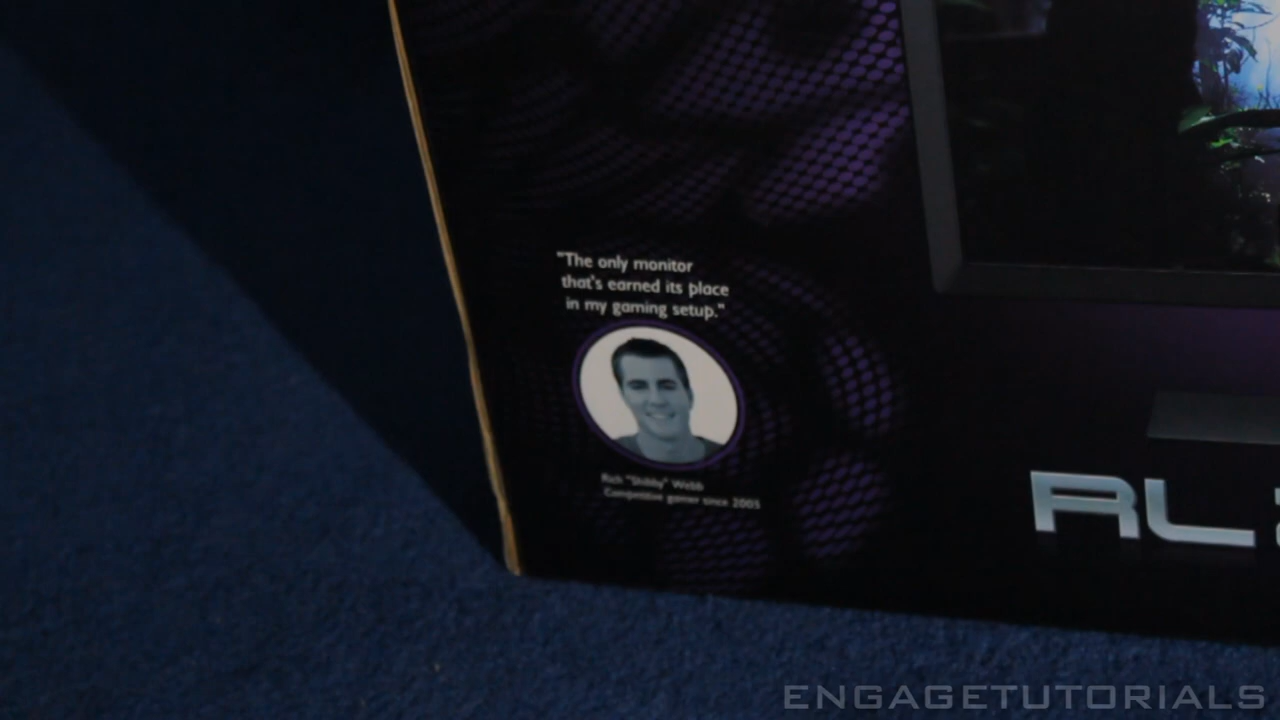 "The only monitor
that's earned its place
in my gaming setup."
Rich "Shibby" Webb
Competitive gamer since 2005
RL
ENGAGETUTORIALS